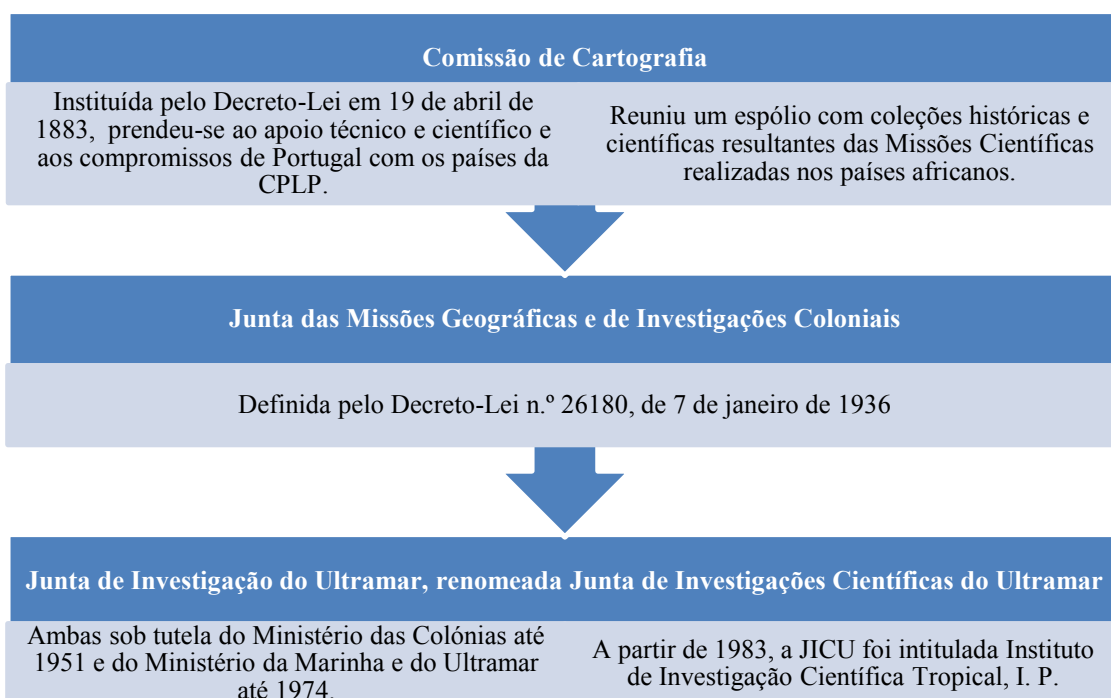 Comissão de Cartografia
Instituída pelo Decreto-Lei em 19 de abril de
1883, prendeu-se ao apoio técnico e científico e
aos compromissos de Portugal com os países da
CPLP.
Reuniu um espólio com coleções históricas e
científicas resultantes das Missões Científicas
realizadas nos países africanos.
Junta das Missões Geográficas e de Investigações Coloniais
Definida pelo Decreto-Lei n.º 26180, de 7 de janeiro de 1936
Junta de Investigação do Ultramar, renomeada Junta de Investigações Científicas do Ultramar
Ambas sob tutela do Ministério das Colónias até
1951 e do Ministério da Marinha e do Ultramar
até 1974.
A partir de 1983, a JICU foi intitulada Instituto
de Investigação Científica Tropical, I. P.